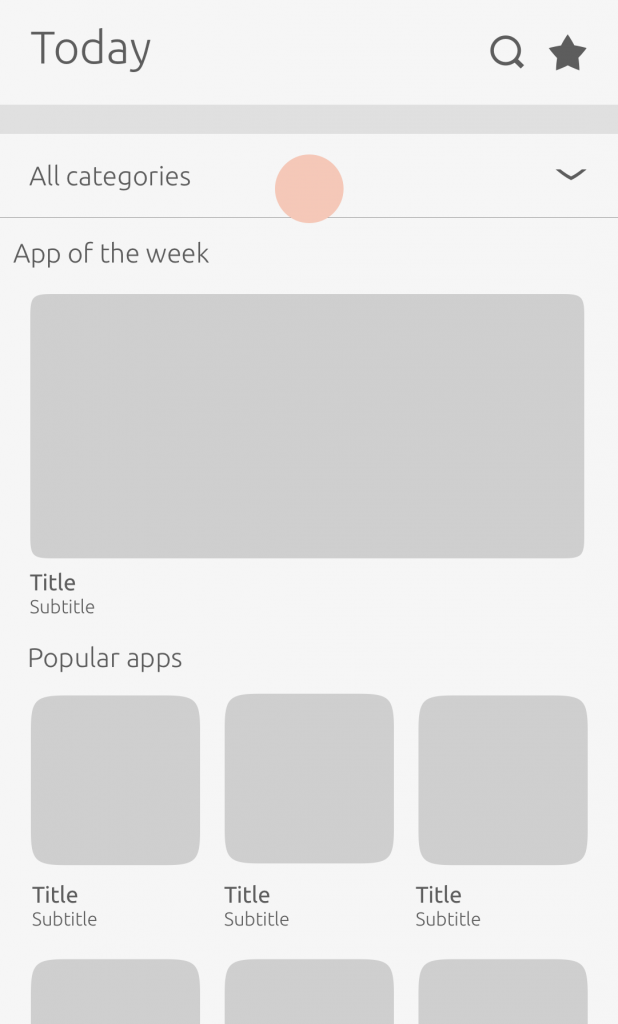 Today
All categories
App of the week
Title
Subtitle
Popular apps
Title Title Title
Subtitle Subtitle Subtitle